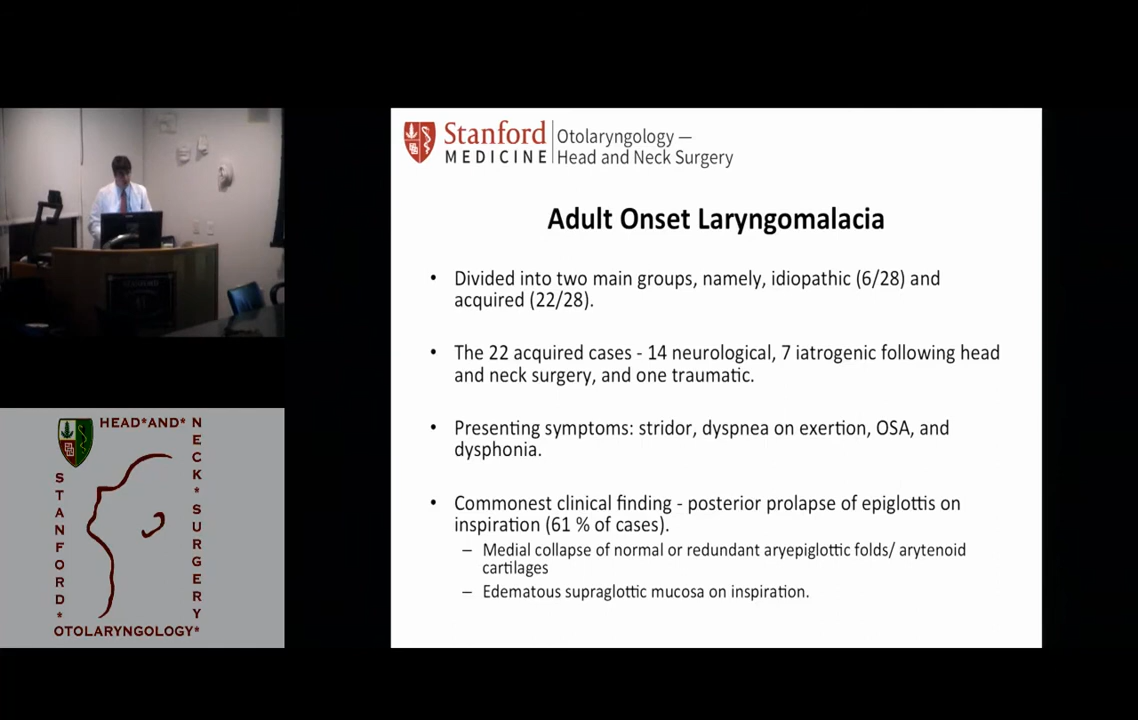 Stanford
MEDICINE
Otolaryngology —
Head and Neck Surgery
Adult Onset Laryngomalacia
• Divided into two main groups, namely, idiopathic (6/28) and
acquired (22/28).
• The 22 acquired cases - 14 neurological, 7 iatrogenic following head
and neck surgery, and one traumatic.
• Presenting symptoms: stridor, dyspnea on exertion, OSA, and
dysphonia.
• Commonest clinical finding - posterior prolapse of epiglottis on
inspiration (61 % of cases).
– Medial collapse of normal or redundant aryepiglottic folds/ arytenoid
cartilages
– Edematous supraglottic mucosa on inspiration.
HEAD*AND*
NECK*SURGERY
STANFORD*
OTOLARYNGOLOGY*